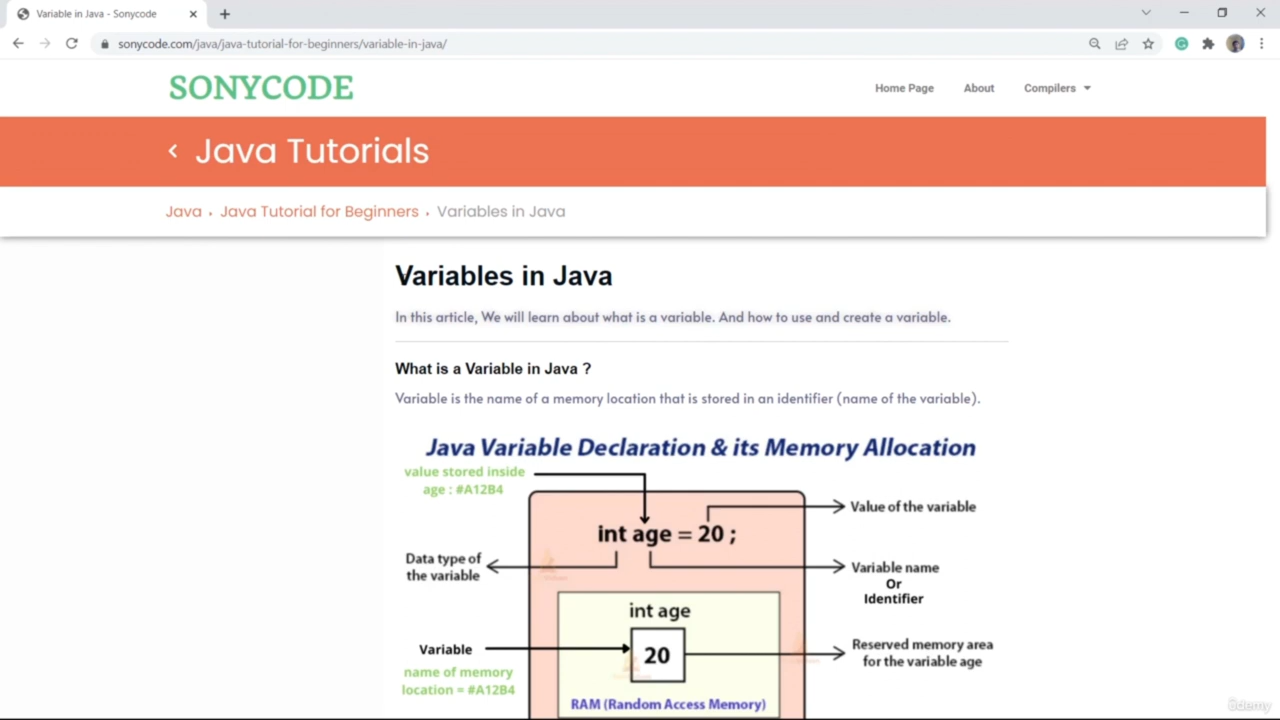 Variable in Java - Sonycode
sonycode.com/java/java-tutorial-for-beginners/variable-in-java/
SONYCODE
Home Page About Compilers
Java Tutorials
Java Java Tutorial for Beginners Variables in Java
Variables in Java
In this article, We will learn about what is a variable. And how to use and create a variable.
What is a Variable in Java ?
Variable is the name of a memory location that is stored in an identifier (name of the variable).
Java Variable Declaration & its Memory Allocation
value stored inside
age : #A12B4
Value of the variable
int age = 20 ;
Data type of
the variable
Variable name
Or
Identifier
int age
Variable
20
Reserved memory area
for the variable age
name of memory
location = #A12B4
RAM (Random Access Memory)
ûdemy